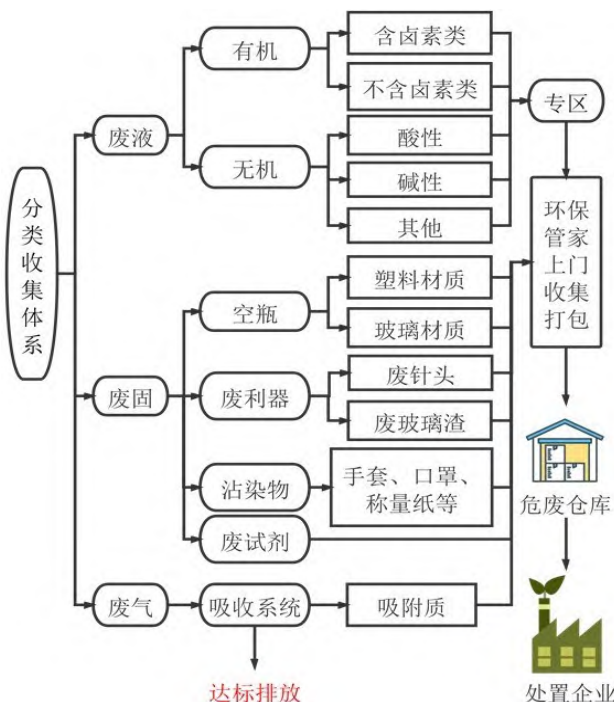 分类收集体系
废液
有机
含卤素类
不含卤素类
无机
酸性
碱性
其他
专区
环保
管家
上门
收集
打包
废固
空瓶
塑料材质
玻璃材质
废利器
废针头
废玻璃渣
沾染物
手套、口罩、
称量纸等
废试剂
危废仓库
废气
吸收系统
吸附质
达标排放
处置企业